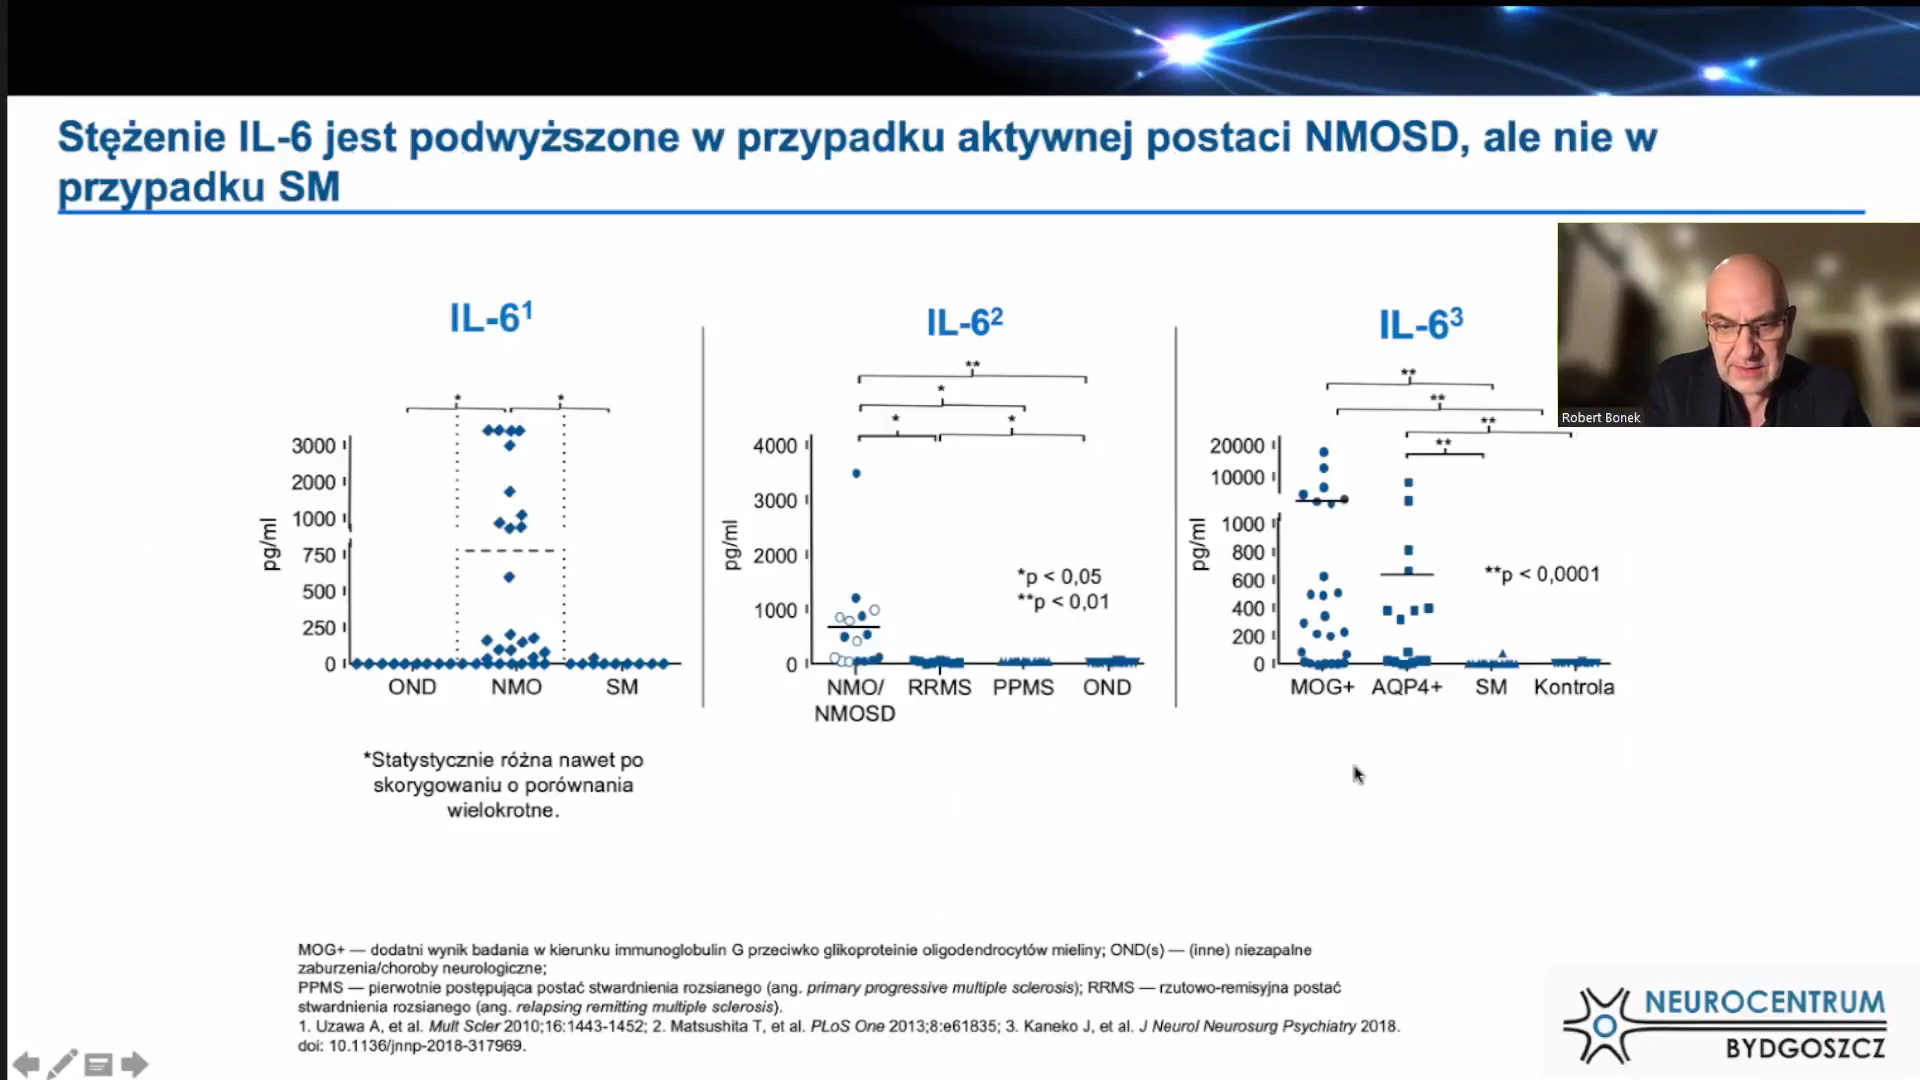 Stężenie IL-6 jest podwyższone w przypadku aktywnej postaci NMOSD, ale nie w
przypadku SM
Robert Bonek
IL-6¹
* *
3000
2000
1000
750
500
250
0
pg/ml
OND NMO SM
*Statystycznie różna nawet po
skorygowaniu o porównania
wielokrotne.
IL-6²
**
*
* *
4000
3000
2000
1000
0
pg/ml
*p < 0,05
**p < 0,01
NMO/ RRMS PPMS OND
NMOSD
IL-6³
**
**
**
**
20000
10000
1000
800
600
400
200
0
pg/ml
**p < 0,0001
MOG+ AQP4+ SM Kontrola
MOG+ — dodatni wynik badania w kierunku immunoglobulin G przeciwko glikoproteinie oligodendrocytów mieliny; OND(s) — (inne) niezapalne
zaburzenia/choroby neurologiczne;
PPMS — pierwotnie postępująca postać stwardnienia rozsianego (ang. primary progressive multiple sclerosis); RRMS — rzutowo-remisyjna postać
stwardnienia rozsianego (ang. relapsing remitting multiple sclerosis).
1. Uzawa A, et al. Mult Scler 2010;16:1443-1452; 2. Matsushita T, et al. PLoS One 2013;8:e61835; 3. Kaneko J, et al. J Neurol Neurosurg Psychiatry 2018.
doi: 10.1136/jnnp-2018-317969.
NEUROCENTRUM
BYDGOSZCZ